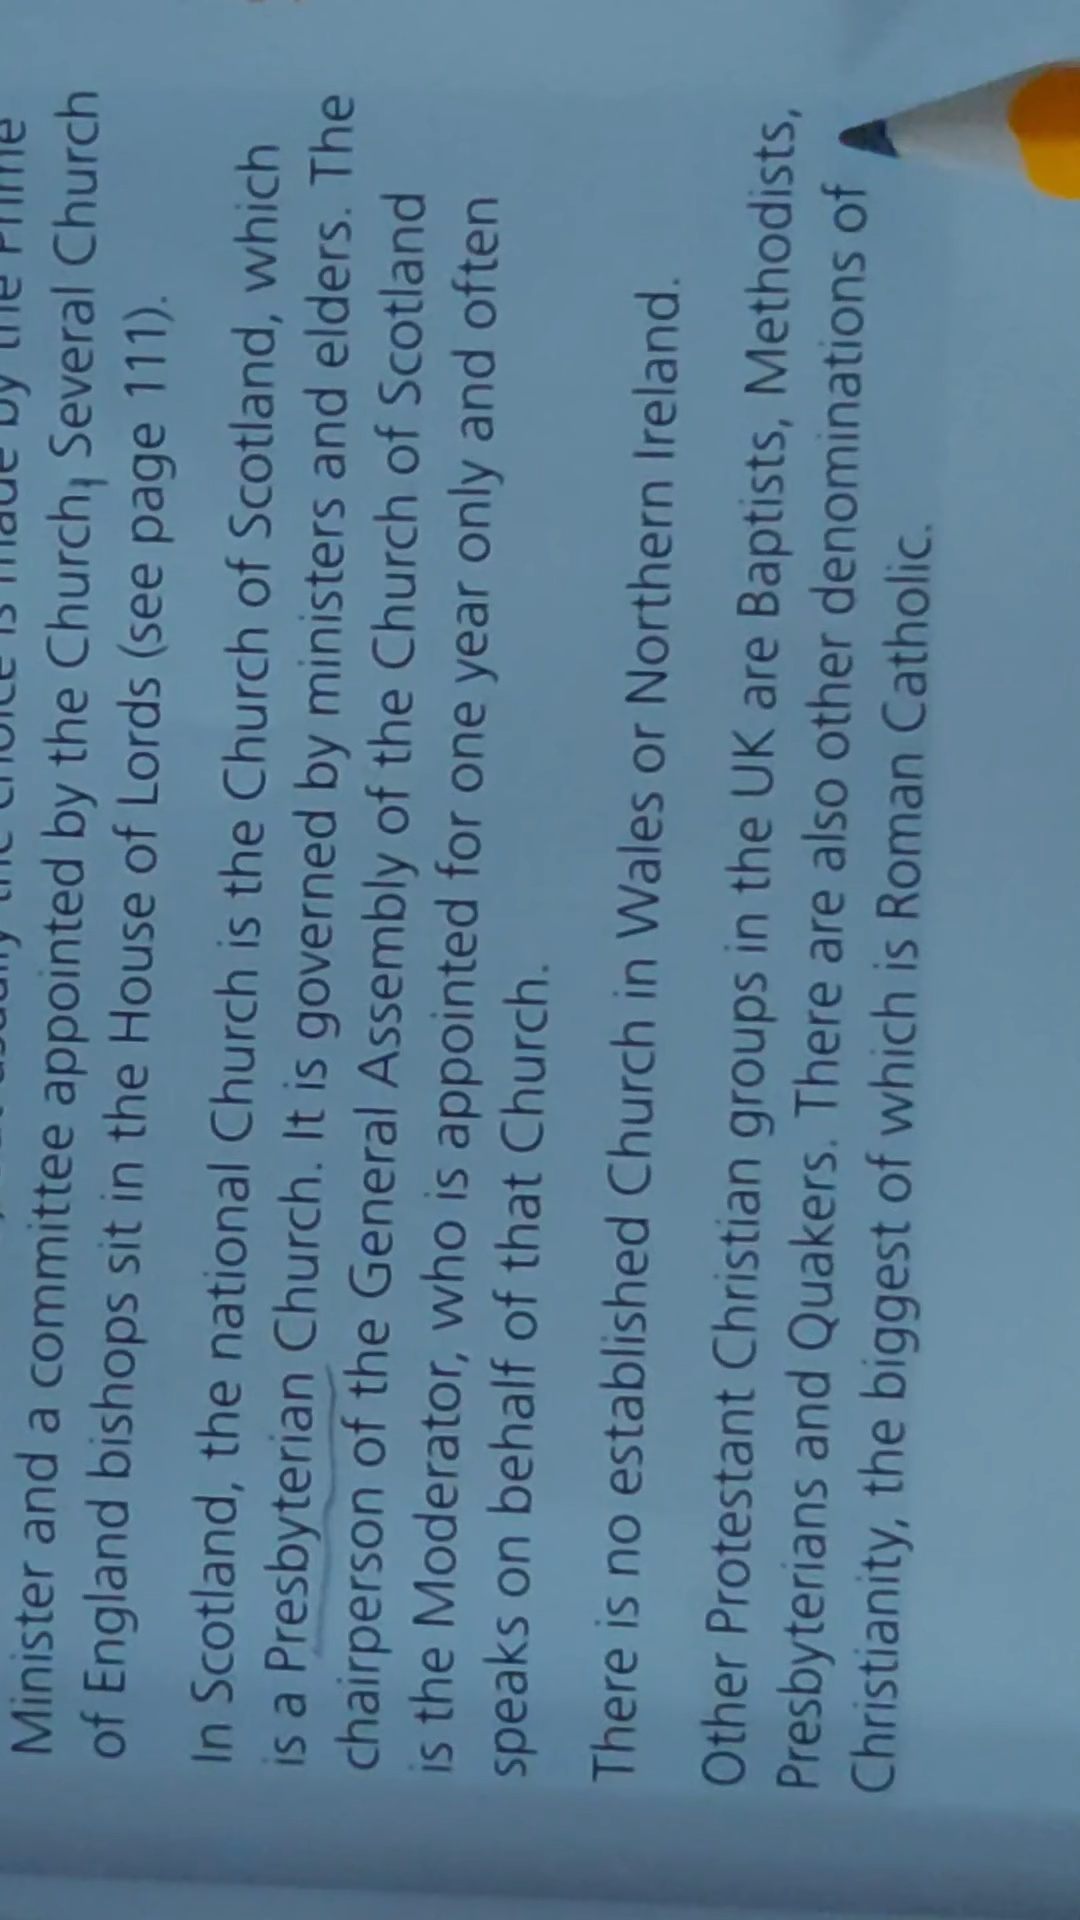 Minister and a committee appointed by the Church. Several Church
of England bishops sit in the House of Lords (see page 111).
In Scotland, the national Church is the Church of Scotland, which
is a Presbyterian Church. It is governed by ministers and elders. The
chairperson of the General Assembly of the Church of Scotland
is the Moderator, who is appointed for one year only and often
speaks on behalf of that Church.
There is no established Church in Wales or Northern Ireland.
Other Protestant Christian groups in the UK are Baptists, Methodists,
Presbyterians and Quakers. There are also other denominations of
Christianity, the biggest of which is Roman Catholic.